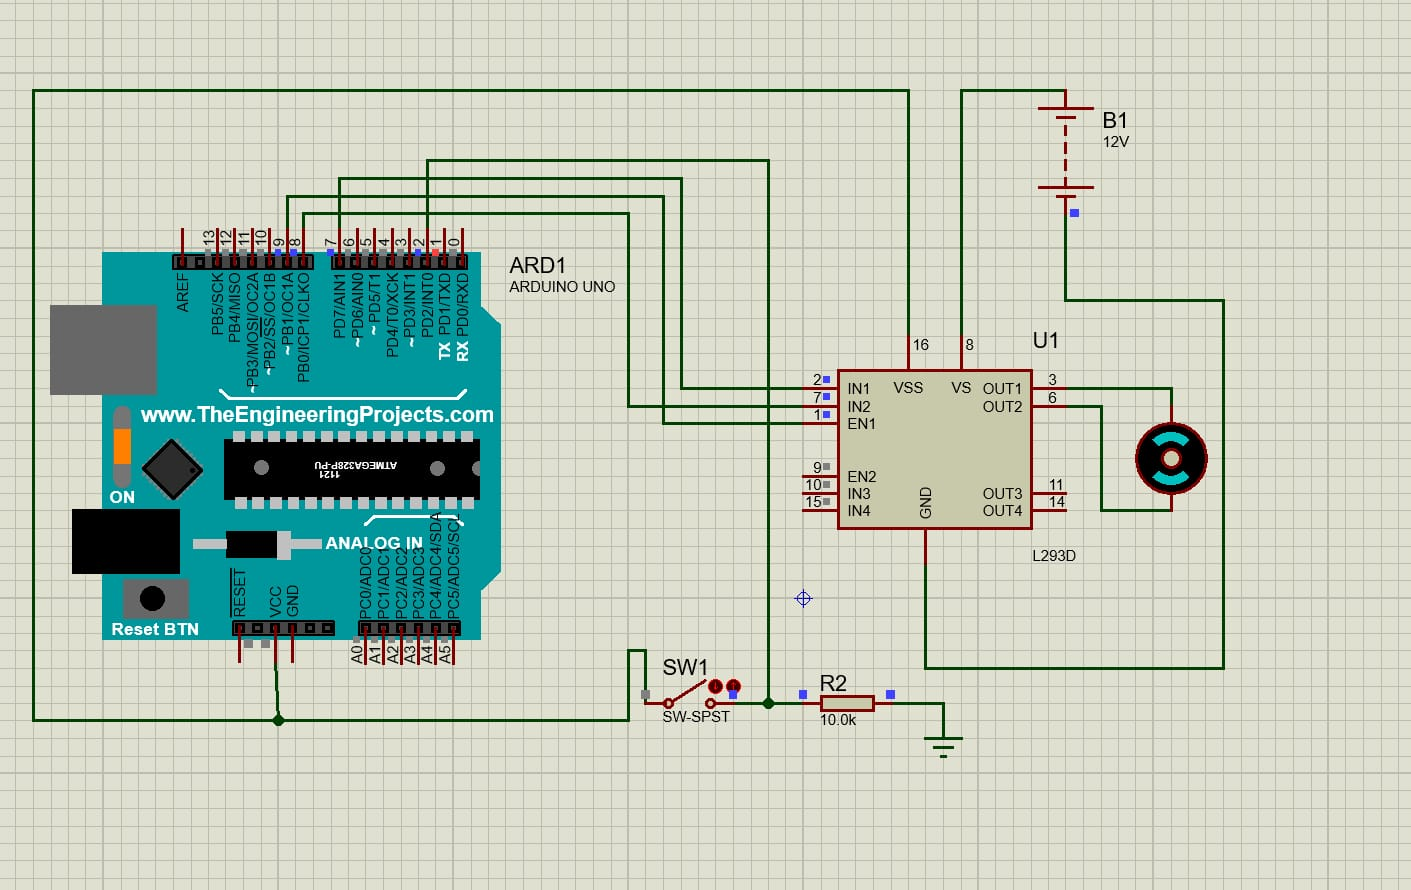 B1
12V
13
12
11
10
9
8
7
6
5
4
3
2
1
0
ARD1
ARDUINO UNO
AREF
PB5/SCK
PB4/MISO
~PB3/MOSI/OC2A
~PB2/SS/OC1B
~PB1/OC1A
PB0/ICP1/CLKO
PD7/AIN1
~PD6/AIN0
~PD5/T1
PD4/T0/XCK
~PD3/INT1
PD2/INT0
TX PD1/TXD
RX PD0/RXD
www.TheEngineeringProjects.com
1121
ATMEGA328P-PU
ON
ANALOG IN
RESET
VCC
GND
PC0/ADC0
PC1/ADC1
PC2/ADC2
PC3/ADC3
PC4/ADC4/SDA
PC5/ADC5/SCL
Reset BTN
A0
A1
A2
A3
A4
A5
16
8
U1
2
IN1
VSS
VS
OUT1
3
7
IN2
OUT2
6
1
EN1
9
EN2
10
IN3
OUT3
11
15
IN4
GND
OUT4
14
L293D
SW1
SW-SPST
R2
10.0k